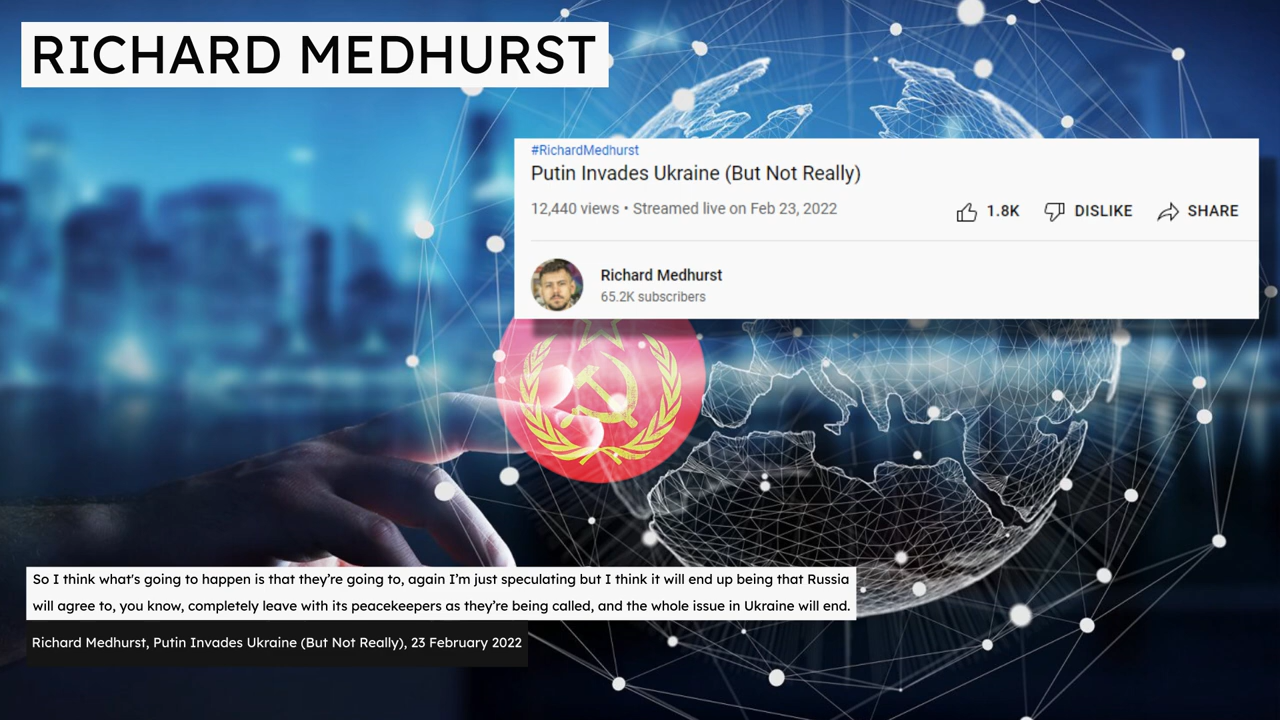 RICHARD MEDHURST
#RichardMedhurst
Putin Invades Ukraine (But Not Really)
12,440 views • Streamed live on Feb 23, 2022
1.8K DISLIKE SHARE
Richard Medhurst
65.2K subscribers
So I think what's going to happen is that they're going to, again I'm just speculating but I think it will end up being that Russia
will agree to, you know, completely leave with its peacekeepers as they're being called, and the whole issue in Ukraine will end.
Richard Medhurst, Putin Invades Ukraine (But Not Really), 23 February 2022